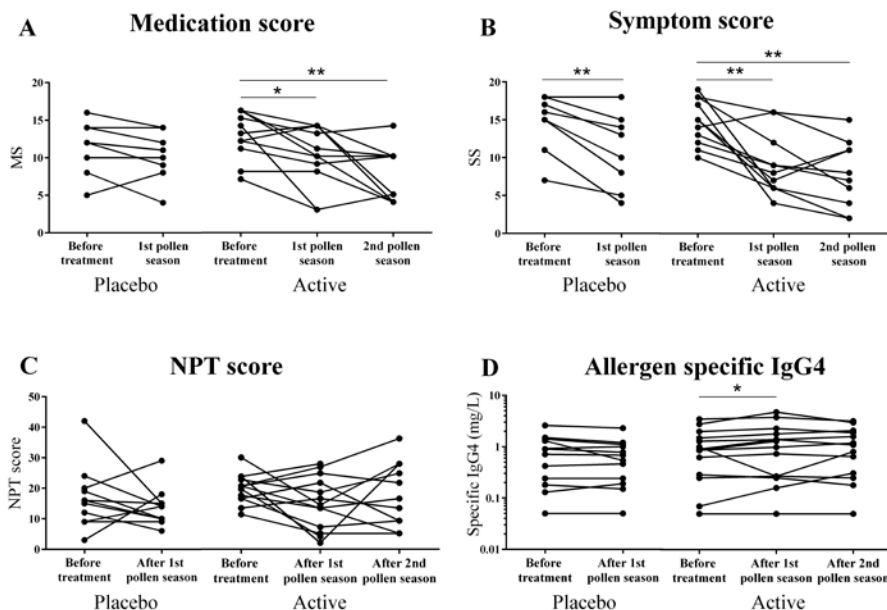 A Medication score
** 
*
20
15
10
5
0
MS
Before treatment
1st pollen season
Before treatment
1st pollen season
2nd pollen season
Placebo
Active
B Symptom score
**
**
**
20
15
10
5
0
SS
Before treatment
1st pollen season
Before treatment
1st pollen season
2nd pollen season
Placebo
Active
C NPT score
50
40
30
20
10
0
NPT score
Before treatment
After 1st pollen season
Before treatment
After 1st pollen season
After 2nd pollen season
Placebo
Active
D Allergen specific IgG4
*
10
1
0.1
0.01
Specific IgG4 (mg/L)
Before treatment
After 1st pollen season
Before treatment
After 1st pollen season
After 2nd pollen season
Placebo
Active